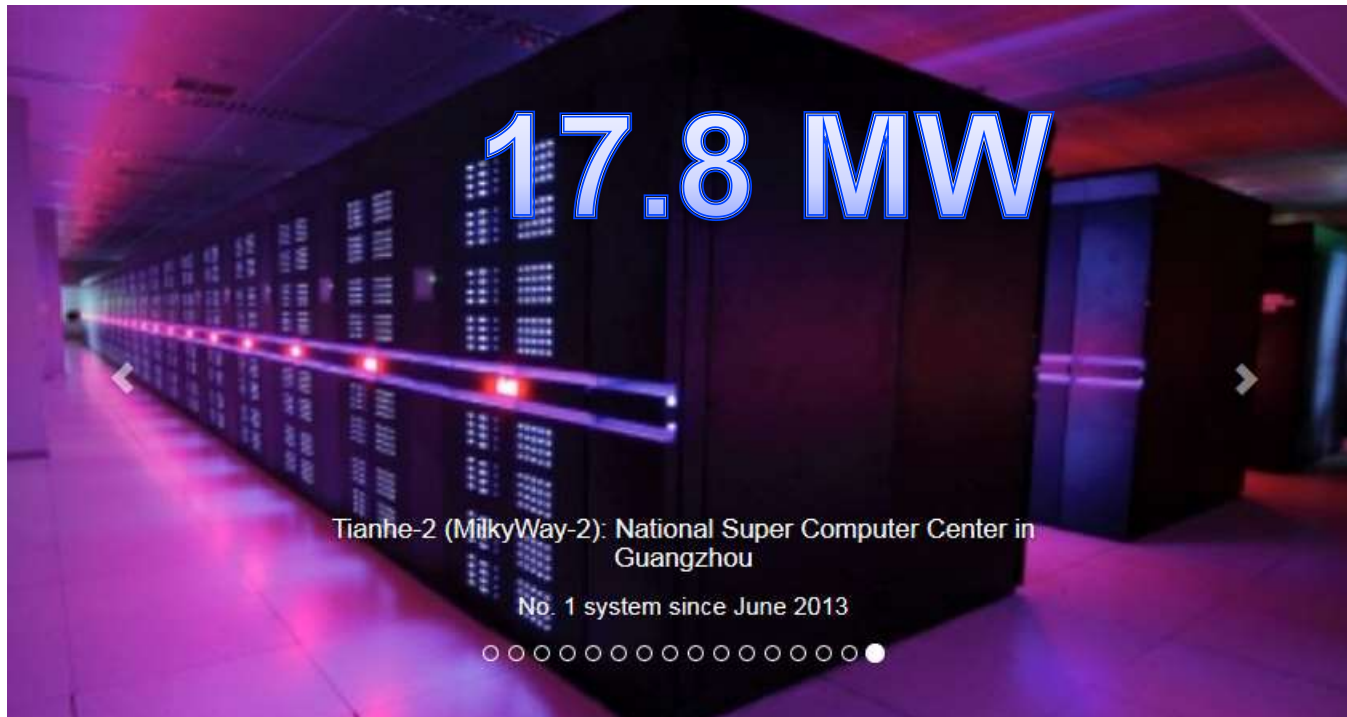 17.8 MW
Tianhe-2 (MilkyWay-2): National Super Computer Center in
Guangzhou
No. 1 system since June 2013